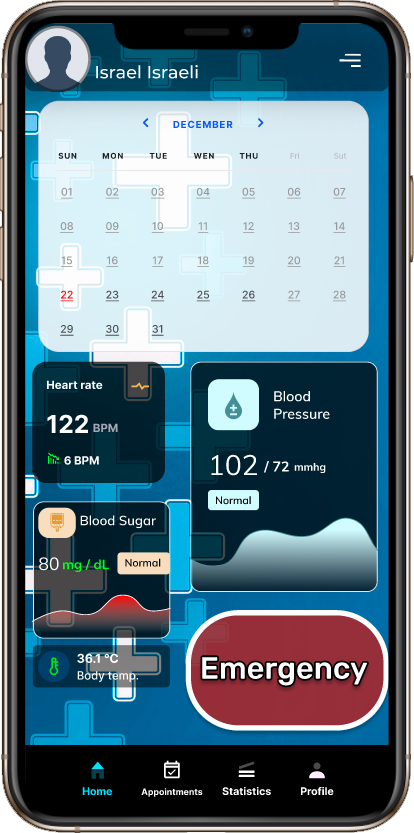 Israel Israeli
DECEMBER
SUN MON TUE WEN THU Fri Sut
01 02 03 04 05 06 07
08 09 10 11 12 13 14
15 16 17 18 19 20 21
22 23 24 25 26 27 28
29 30 31
Heart rate
122 BPM
6 BPM
Blood
Pressure
102 / 72 mmhg
Normal
Blood Sugar
80 mg / dL Normal
36.1 °C
Body temp.
Emergency
Home Appointments Statistics Profile